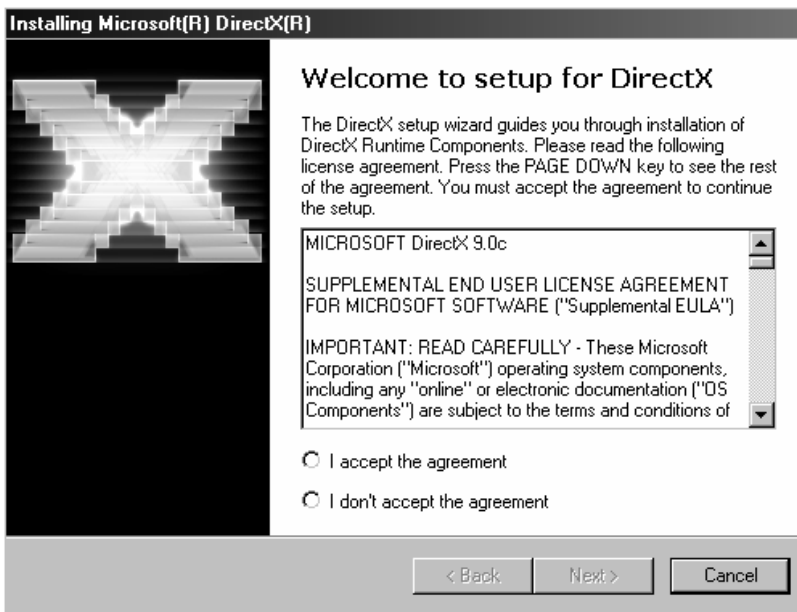 Installing Microsoft(R) DirectX(R)
Welcome to setup for DirectX
The DirectX setup wizard guides you through installation of
DirectX Runtime Components. Please read the following
license agreement. Press the PAGE DOWN key to see the rest
of the agreement. You must accept the agreement to continue
the setup.
MICROSOFT DirectX 9.0c
SUPPLEMENTAL END USER LICENSE AGREEMENT
FOR MICROSOFT SOFTWARE ("Supplemental EULA")
IMPORTANT: READ CAREFULLY - These Microsoft
Corporation ("Microsoft") operating system components,
including any "online" or electronic documentation ("OS
Components") are subject to the terms and conditions of
I accept the agreement
I don't accept the agreement
< Back Next > Cancel